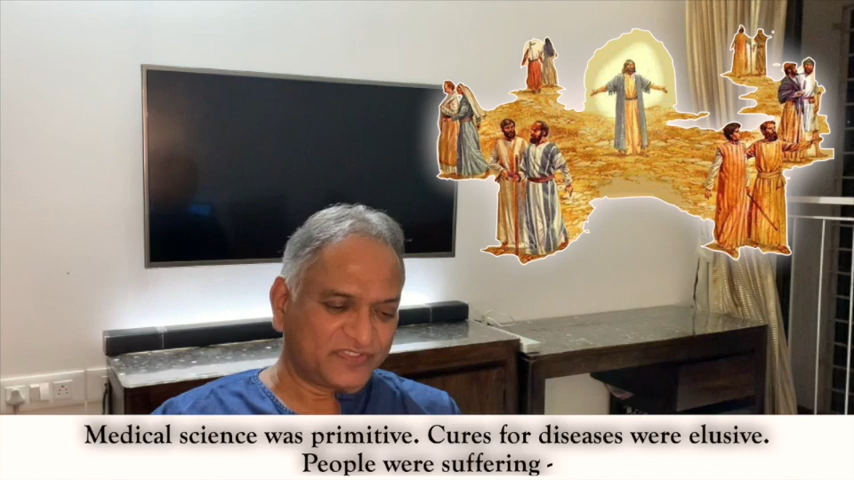 Medical science was primitive. Cures for diseases were elusive.
People were suffering -